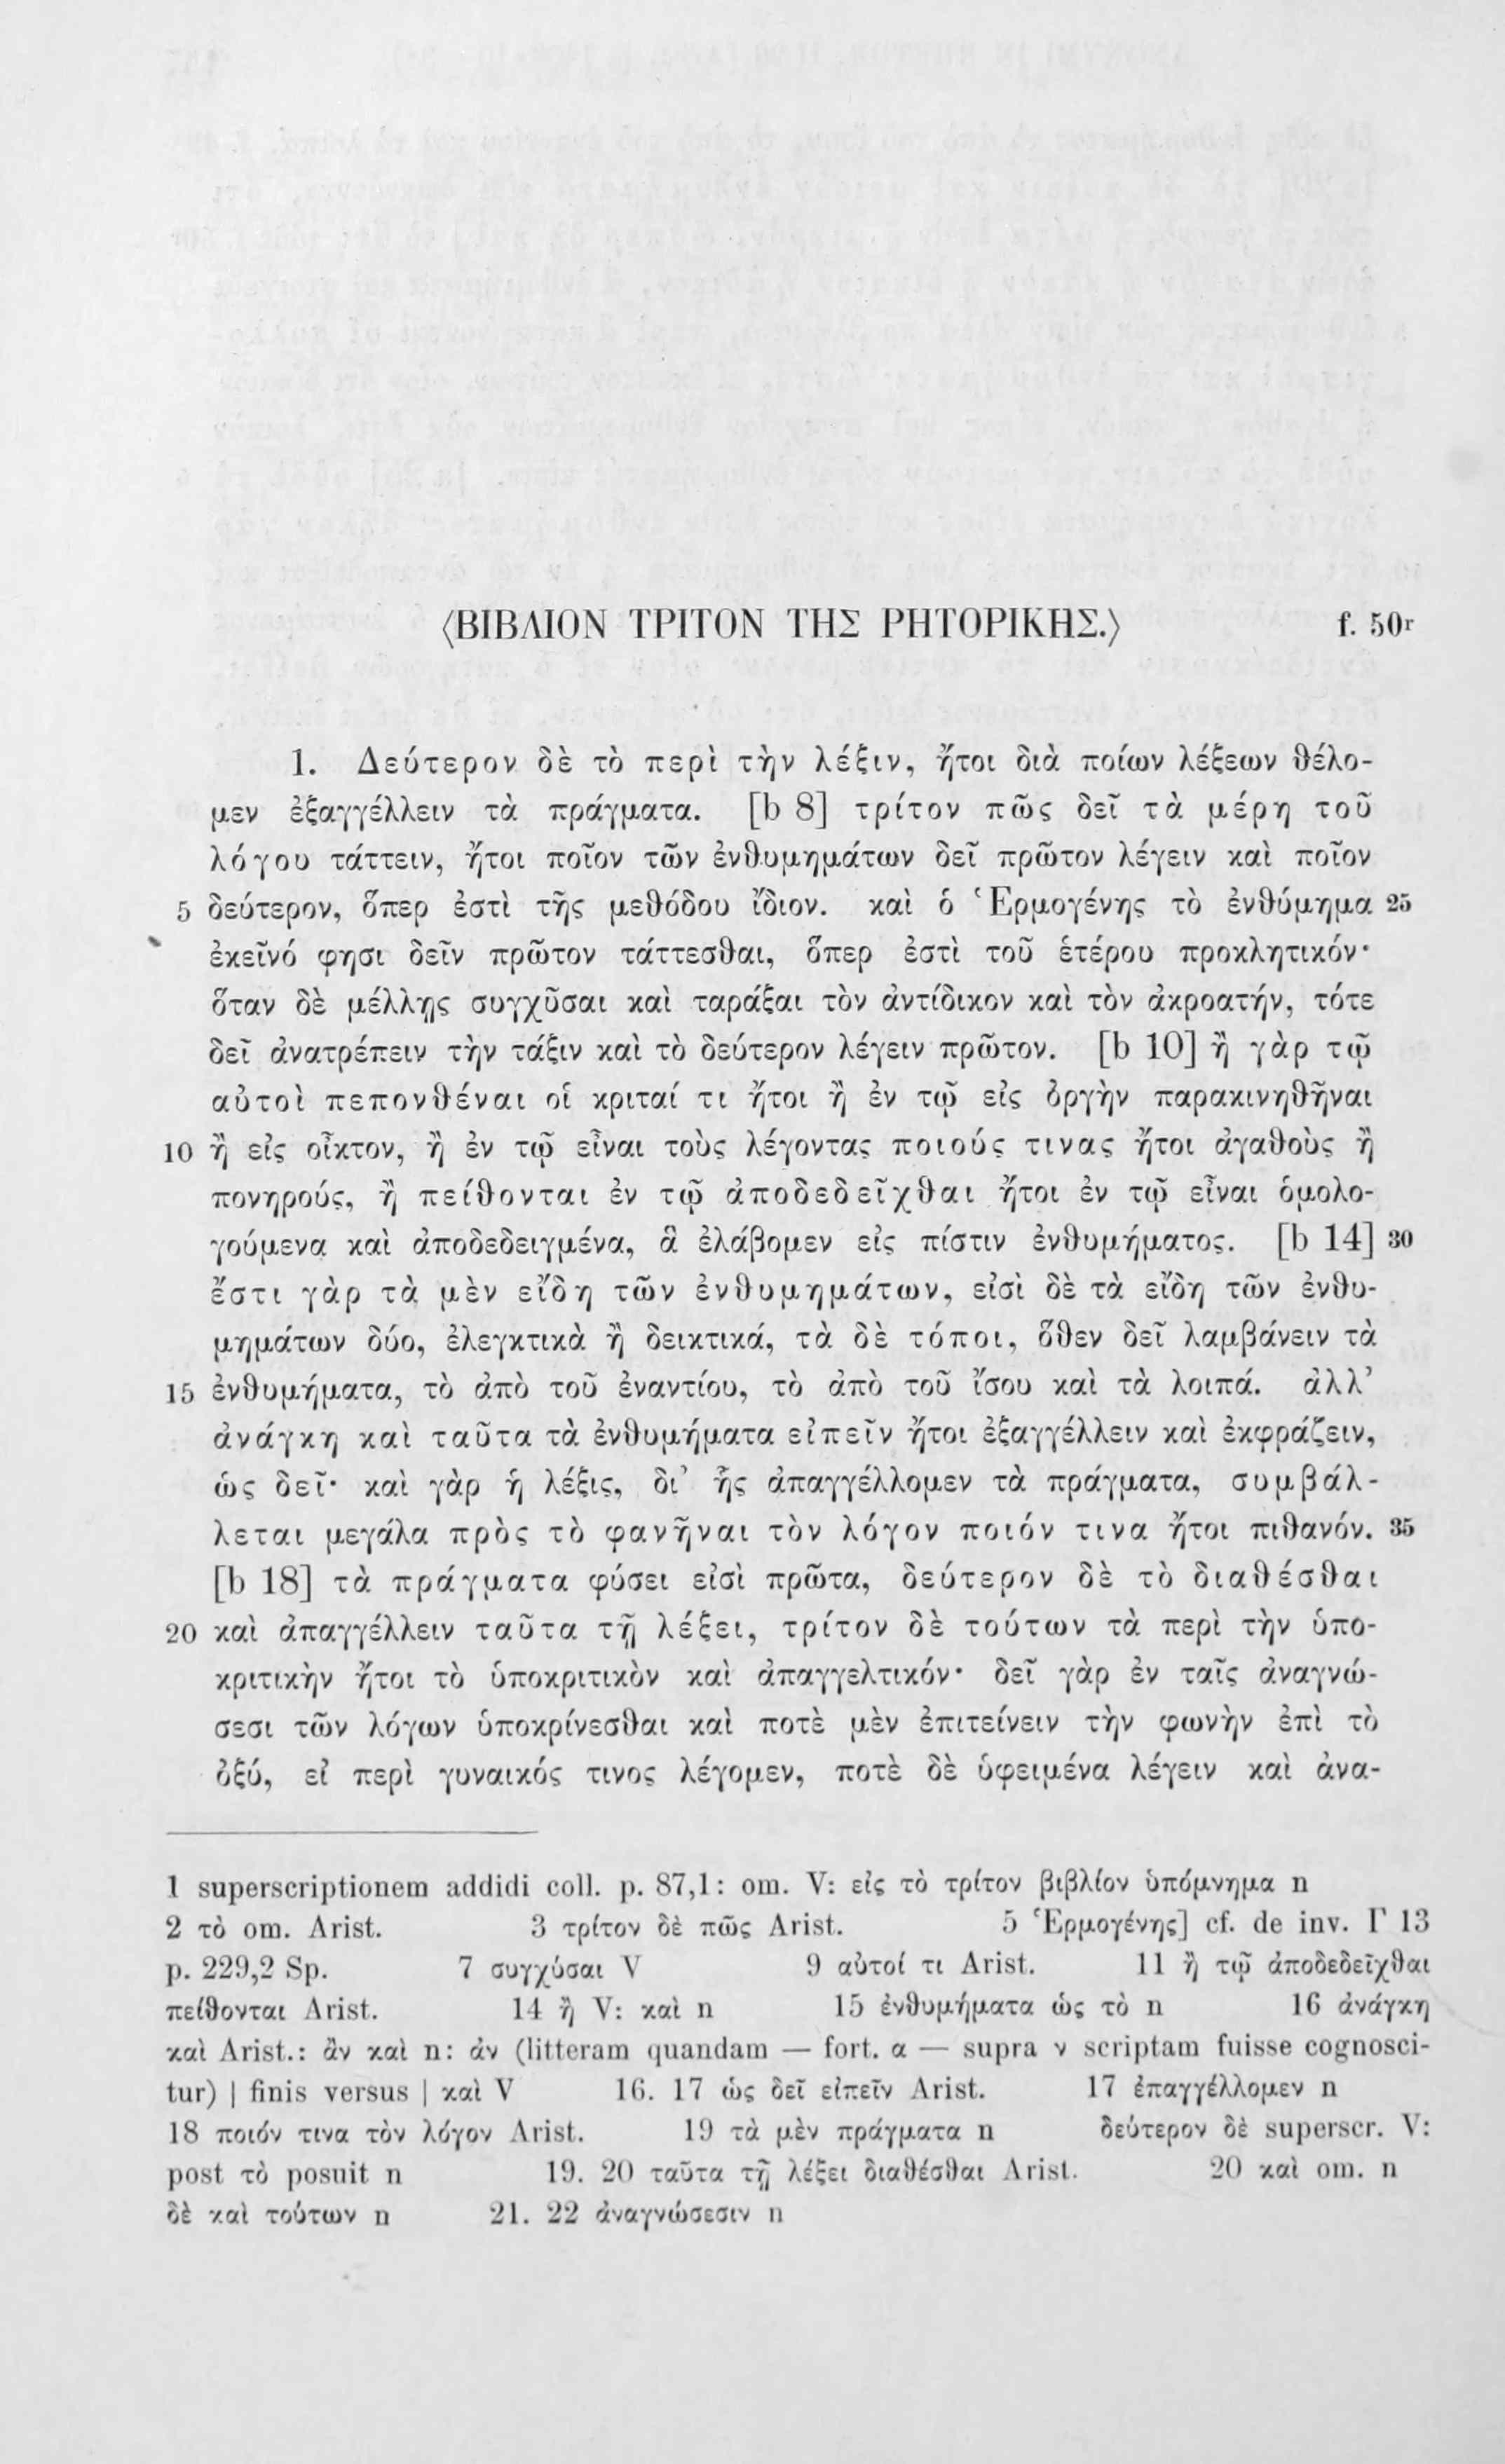 ⟨ΒΙΒΛΙΟΝ ΤΡΙΤΟΝ ΤΗΣ ΡΗΤΟΡΙΚΗΣ.⟩ f. 50r
1. Δεύτερον δὲ τὸ περὶ τὴν λέξιν, ἤτοι διὰ ποίων λέξεων θέλο-
μεν ἐξαγγέλλειν τὰ πράγματα. [b 8] τρίτον πῶς δεῖ τὰ μέρη τοῦ
λόγου τάττειν, ἤτοι ποῖον τῶν ἐνθυμημάτων δεῖ πρῶτον λέγειν καὶ ποῖον
5 δεύτερον, ὅπερ ἐστὶ τῆς μεθόδου ἴδιον. καὶ ὁ Ἑρμογένης τὸ ἐνθύμημα 25
ἐκεῖνό φησι δεῖν πρῶτον τάττεσθαι, ὅπερ ἐστὶ τοῦ ἑτέρου προκλητικόν·
ὅταν δὲ μέλλῃς συγχῦσαι καὶ ταράξαι τὸν ἀντίδικον καὶ τὸν ἀκροατήν, τότε
δεῖ ἀνατρέπειν τὴν τάξιν καὶ τὸ δεύτερον λέγειν πρῶτον. [b 10] ἢ γὰρ τῷ
αὐτοὶ πεπονθέναι οἱ κριταί τι ἤτοι ἢ ἐν τῷ εἰς ὀργὴν παρακινηθῆναι
10 ἢ εἰς οἶκτον, ἢ ἐν τῷ εἶναι τοὺς λέγοντας ποιούς τινας ἤτοι ἀγαθοὺς ἢ
πονηρούς, ἢ πείθονται ἐν τῷ ἀποδεδεῖχθαι ἤτοι ἐν τῷ εἶναι ὁμολο-
γούμενα καὶ ἀποδεδειγμένα, ἃ ἐλάβομεν εἰς πίστιν ἐνθυμήματος. [b 14] 30
ἔστι γὰρ τὰ μὲν εἴδη τῶν ἐνθυμημάτων, εἰσὶ δὲ τὰ εἴδη τῶν ἐνθυ-
μημάτων δύο, ἐλεγκτικὰ ἢ δεικτικά, τὰ δὲ τόποι, ὅθεν δεῖ λαμβάνειν τὰ
15 ἐνθυμήματα, τὸ ἀπὸ τοῦ ἐναντίου, τὸ ἀπὸ τοῦ ἴσου καὶ τὰ λοιπά. ἀλλ’
ἀνάγκη καὶ ταῦτα τὰ ἐνθυμήματα εἰπεῖν ἤτοι ἐξαγγέλλειν καὶ ἐκφράζειν,
ὡς δεῖ· καὶ γὰρ ἡ λέξις, δι’ ἧς ἀπαγγέλλομεν τὰ πράγματα, συμβάλ-
λεται μεγάλα πρὸς τὸ φανῆναι τὸν λόγον ποιόν τινα ἤτοι πιθανόν. 35
[b 18] τὰ πράγματα φύσει εἰσὶ πρῶτα, δεύτερον δὲ τὸ διαθέσθαι
20 καὶ ἀπαγγέλλειν ταῦτα τῇ λέξει, τρίτον δὲ τούτων τὰ περὶ τὴν ὑπο-
κριτικὴν ἤτοι τὸ ὑποκριτικὸν καὶ ἀπαγγελτικόν· δεῖ γὰρ ἐν ταῖς ἀναγνώ-
σεσι τῶν λόγων ὑποκρίνεσθαι καὶ ποτὲ μὲν ἐπιτείνειν τὴν φωνὴν ἐπὶ τὸ
ὀξύ, εἰ περὶ γυναικός τινος λέγομεν, ποτὲ δὲ ὑφειμένα λέγειν καὶ ἀνα-
1 superscriptionem addidi coll. p. 87,1: om. V: εἰς τὸ τρίτον βιβλίον ὑπόμνημα n
2 τὸ om. Arist. 3 τρίτον δὲ πῶς Arist. 5 Ἑρμογένης] cf. de inv. Γ 13
p. 229,2 Sp. 7 συγχύσαι V 9 αὐτοί τι Arist. 11 ἢ τῷ ἀποδεδεῖχθαι
πείθονται Arist. 14 ἢ V: καὶ n 15 ἐνθυμήματα ὡς τὸ n 16 ἀνάγκη
καὶ Arist.: ἂν καὶ n: ἀν (litteram quandam — fort. α — supra ν scriptam fuisse cognosci-
tur) | finis versus | καὶ V 16. 17 ὡς δεῖ εἰπεῖν Arist. 17 ἐπαγγέλλομεν n
18 ποιόν τινα τὸν λόγον Arist. 19 τὰ μὲν πράγματα n δεύτερον δὲ superscr. V:
post τὸ posuit n 19. 20 ταῦτα τῇ λέξει διαθέσθαι Arist. 20 καὶ om. n
δὲ καὶ τούτων n 21. 22 ἀναγνώσεσιν n